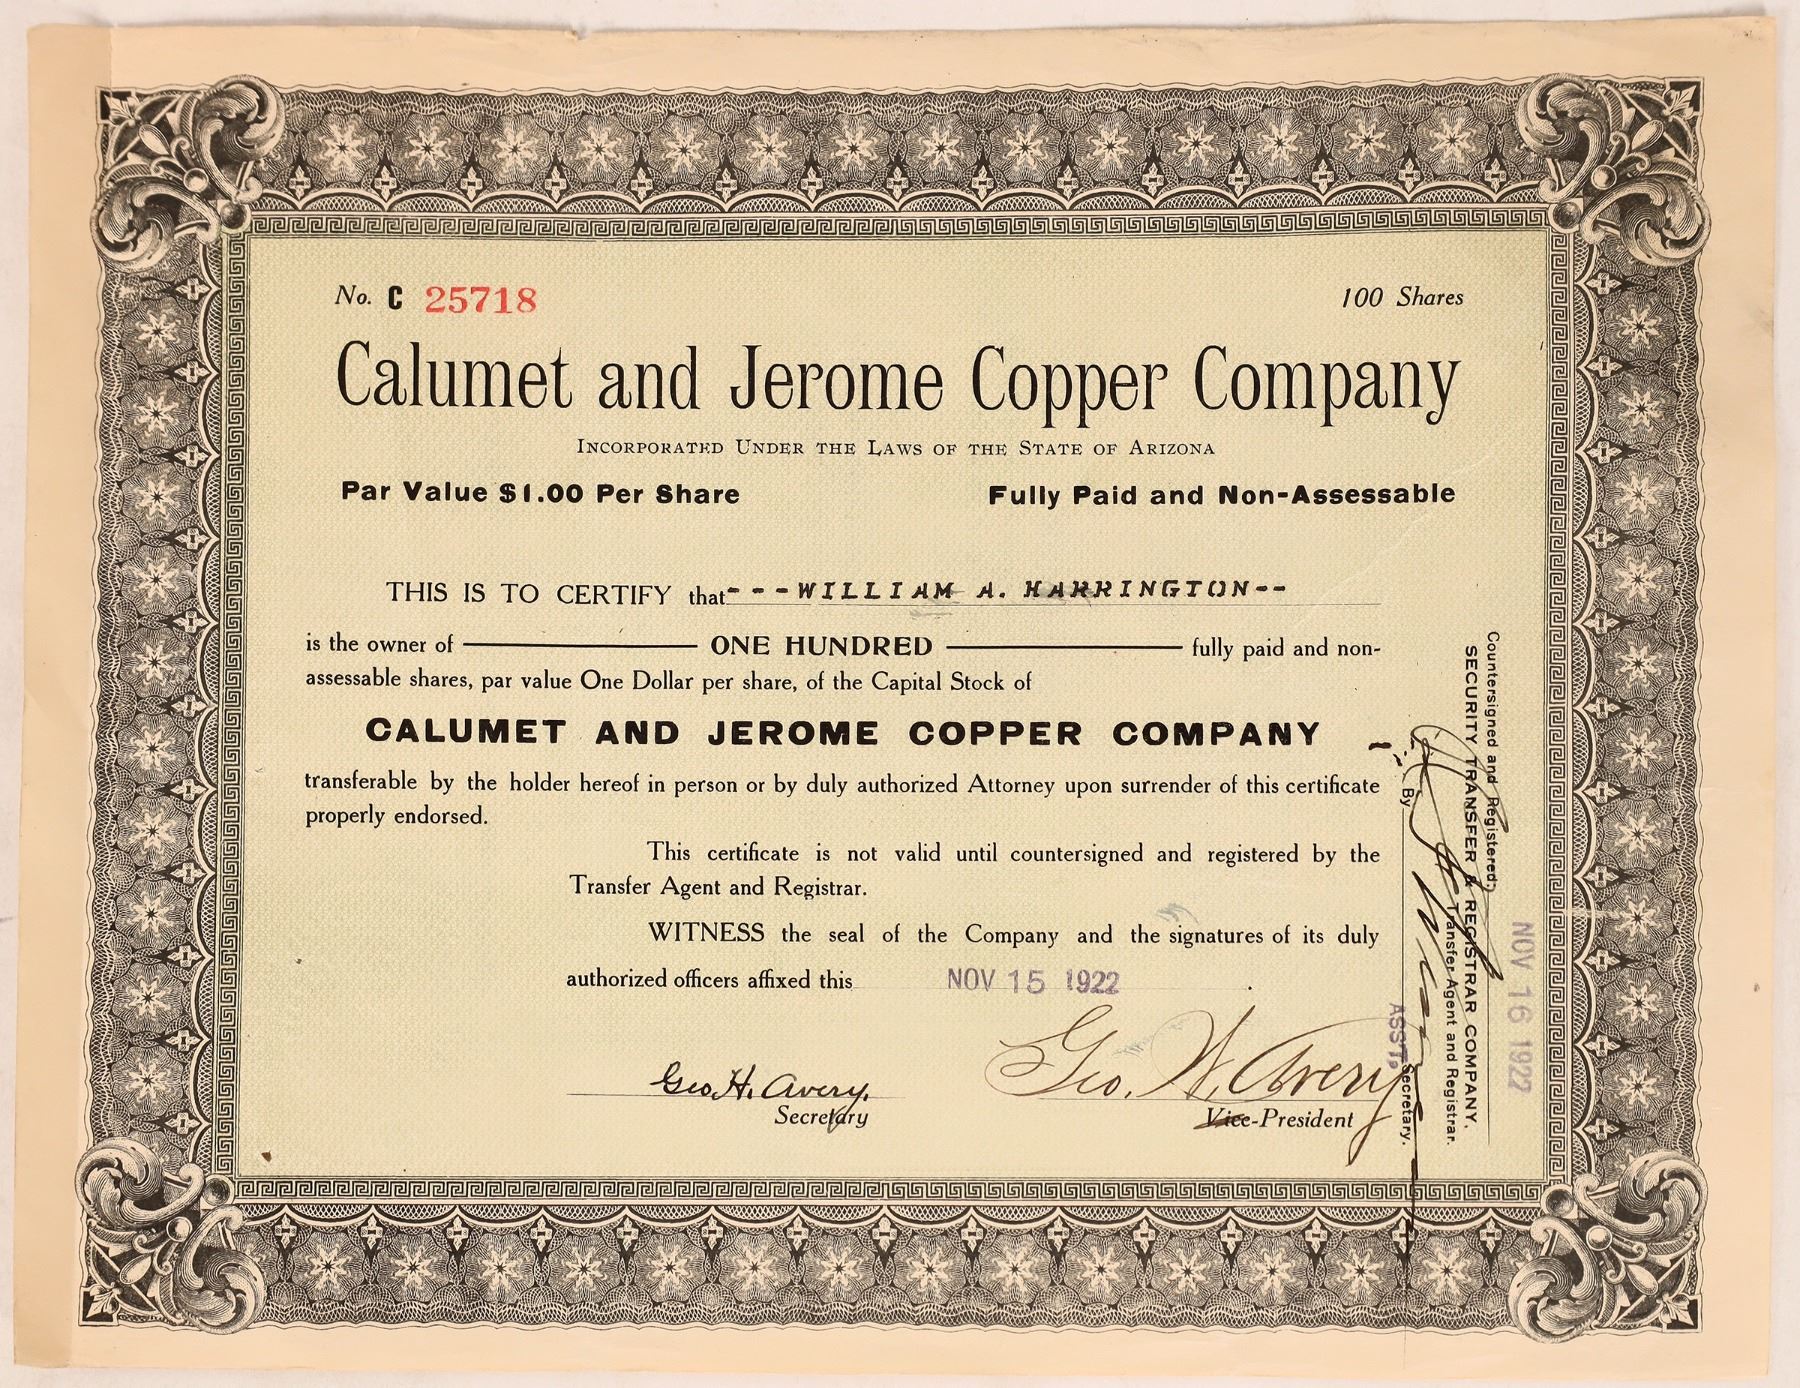 No. C 25718
100 Shares
Calumet and Jerome Copper Company
INCORPORATED UNDER THE LAWS OF THE STATE OF ARIZONA
Par Value $1.00 Per Share
Fully Paid and Non-Assessable
THIS IS TO CERTIFY that---WILLIAM A. HARRINGTON--
is the owner of ONE HUNDRED fully paid and non-
assessable shares, par value One Dollar per share, of the Capital Stock of
CALUMET AND JEROME COPPER COMPANY
transferable by the holder hereof in person or by duly authorized Attorney upon surrender of this certificate
properly endorsed.
This certificate is not valid until countersigned and registered by the
Transfer Agent and Registrar.
WITNESS the seal of the Company and the signatures of its duly
authorized officers affixed this NOV 15 1922
Geo. H. Avery.
Secretary
Geo. W. Avery
Vice-President
Countersigned and Registered:
SECURITY TRANSFER & REGISTRAR COMPANY,
Transfer Agent and Registrar.
By
ASST. Secretary.
NOV 16 1922